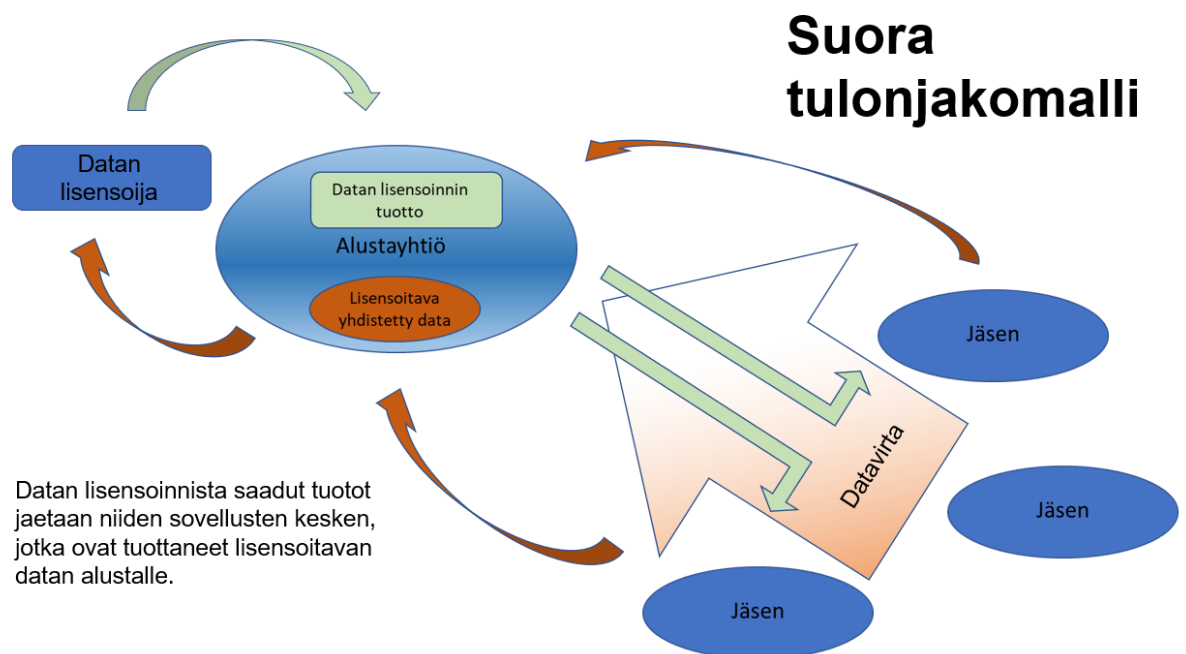 Suora
tulonjakomalli
Datan
lisensoija
Datan lisensoinnin
tuotto
Alustayhtiö
Lisensoitava
yhdistetty data
Jäsen
Datavirta
Jäsen
Jäsen
Datan lisensoinnista saadut tuotot
jaetaan niiden sovellusten kesken,
jotka ovat tuottaneet lisensoitavan
datan alustalle.